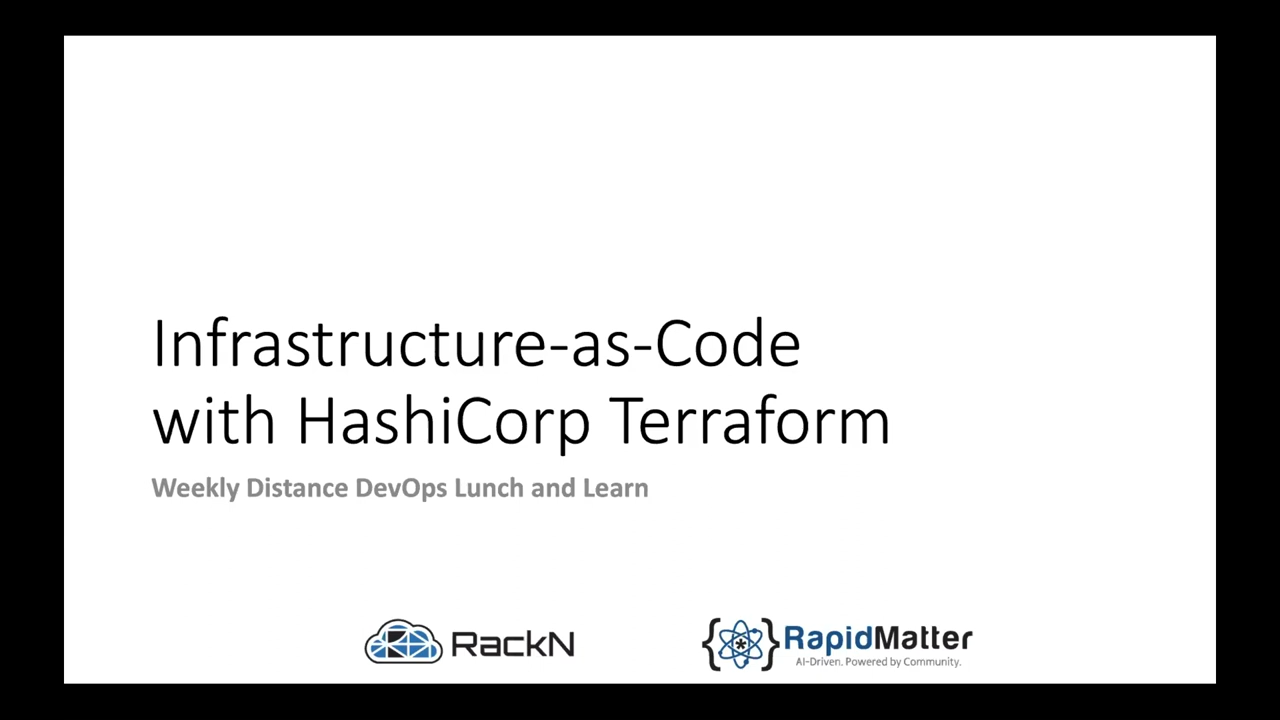 Infrastructure-as-Code
with HashiCorp Terraform
Weekly Distance DevOps Lunch and Learn
RackN
{*} RapidMatter
AI-Driven. Powered by Community.